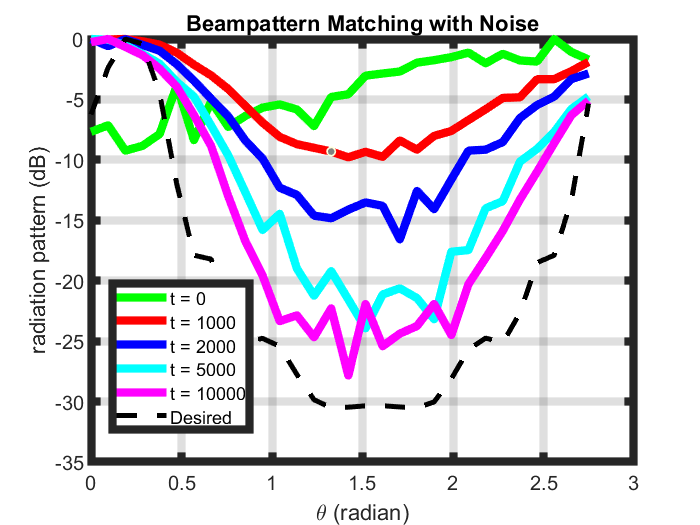 Beampattern Matching with Noise
radiation pattern (dB)
0
-5
-10
-15
-20
-25
-30
-35
t = 0
t = 1000
t = 2000
t = 5000
t = 10000
Desired
0 0.5 1 1.5 2 2.5 3
θ (radian)